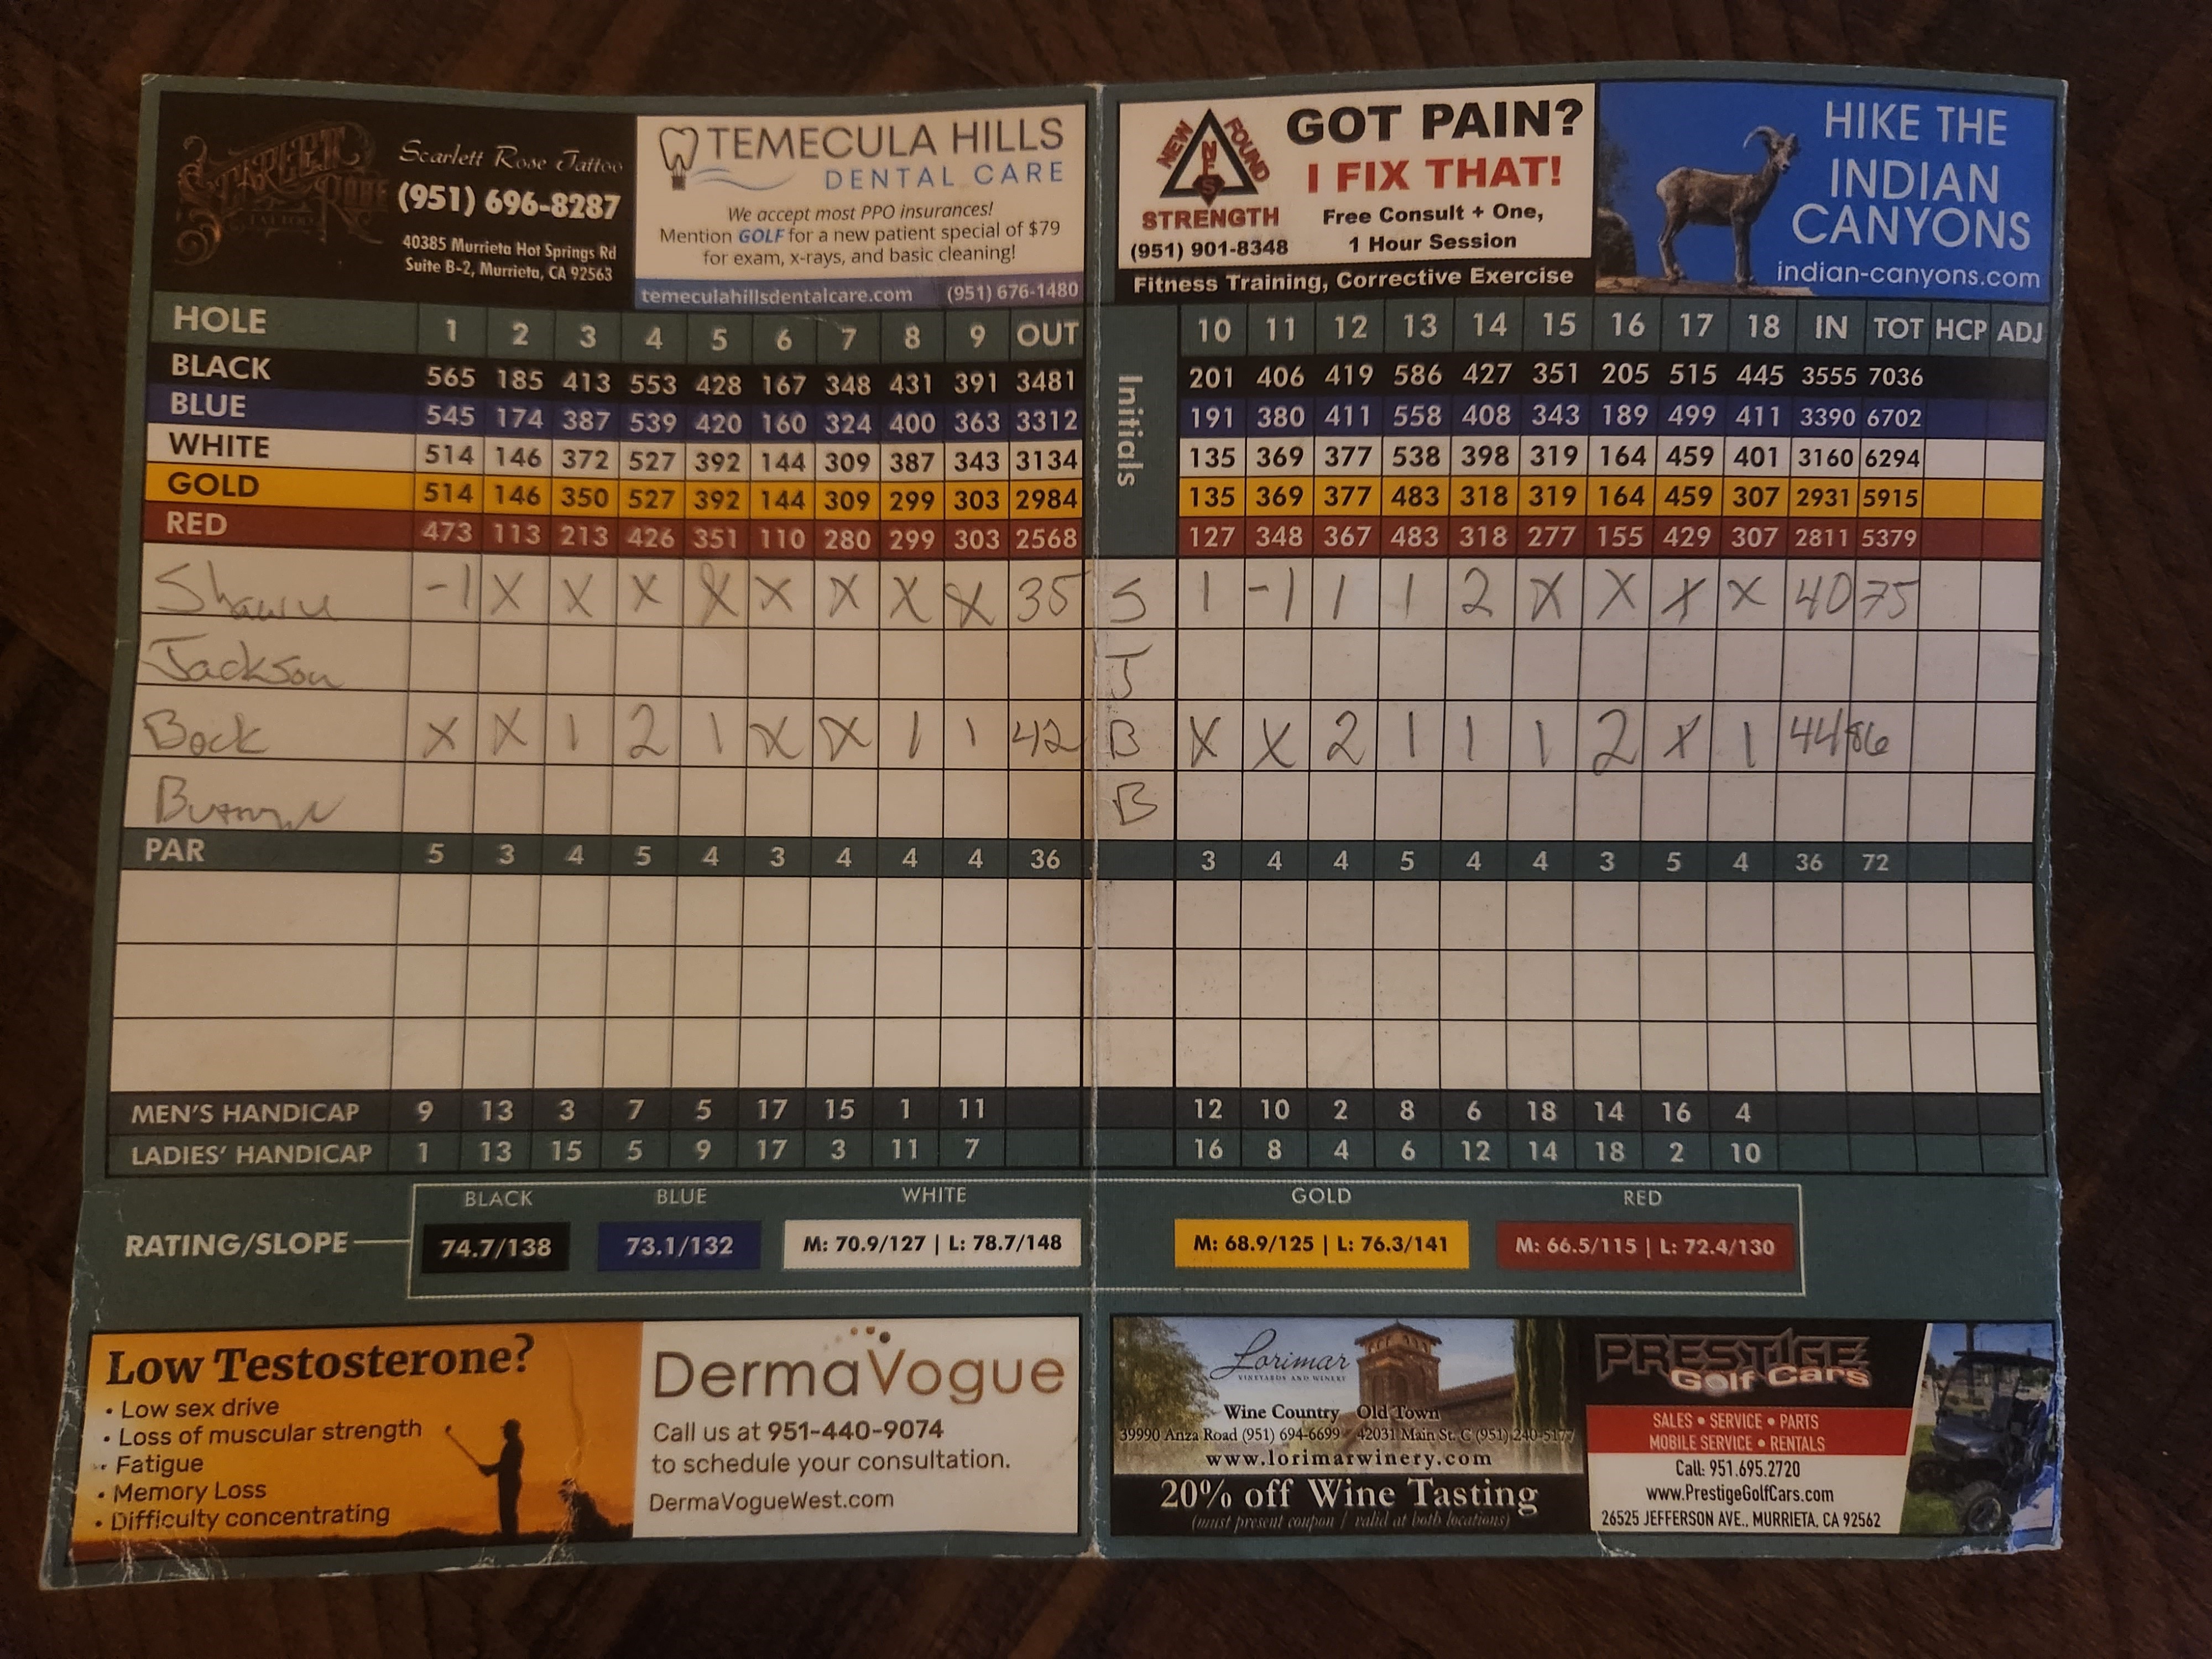 Scarlett Rose Tattoo
(951) 696-8287
40385 Murrieta Hot Springs Rd
Suite B-2, Murrieta, CA 92563
TEMECULA HILLS
DENTAL CARE
We accept most PPO insurances!
Mention GOLF for a new patient special of $79
for exam, x-rays, and basic cleaning!
temeculahillsdentalcare.com (951) 676-1480
NEW FOUND
NFS
STRENGTH
(951) 901-8348
GOT PAIN?
I FIX THAT!
Free Consult + One,
1 Hour Session
Fitness Training, Corrective Exercise
HIKE THE
INDIAN
CANYONS
indian-canyons.com
HOLE 1 2 3 4 5 6 7 8 9 OUT Initials 10 11 12 13 14 15 16 17 18 IN TOT HCP ADJ
BLACK 565 185 413 553 428 167 348 431 391 3481 201 406 419 586 427 351 205 515 445 3555 7036
BLUE 545 174 387 539 420 160 324 400 363 3312 191 380 411 558 408 343 189 499 411 3390 6702
WHITE 514 146 372 527 392 144 309 387 343 3134 135 369 377 538 398 319 164 459 401 3160 6294
GOLD 514 146 350 527 392 144 309 299 303 2984 135 369 377 483 318 319 164 459 307 2931 5915
RED 473 113 213 426 351 110 280 299 303 2568 127 348 367 483 318 277 155 429 307 2811 5379
Shawn -1 X X X X X X X X 35 S 1 -1 1 1 2 X X X X 40 75
Jackson J
Bock X X 1 2 1 X X 1 1 42 B X X 2 1 1 1 2 X 1 44 86
B
PAR 5 3 4 5 4 3 4 4 4 36 3 4 4 5 4 4 3 5 4 36 72
MEN'S HANDICAP 9 13 3 7 5 17 15 1 11 12 10 2 8 6 18 14 16 4
LADIES' HANDICAP 1 13 15 5 9 17 3 11 7 16 8 4 6 12 14 18 2 10
BLACK BLUE WHITE GOLD RED
RATING/SLOPE 74.7/138 73.1/132 M: 70.9/127 | L: 78.7/148 M: 68.9/125 | L: 76.3/141 M: 66.5/115 | L: 72.4/130
Low Testosterone?
• Low sex drive
• Loss of muscular strength
• Fatigue
• Memory Loss
• Difficulty concentrating
DermaVogue
Call us at 951-440-9074
to schedule your consultation.
DermaVogueWest.com
Lorimar
VINEYARDS AND WINERY
Wine Country Old Town
39990 Anza Road (951) 694-6699 42031 Main St. C (951) 240-5177
www.lorimarwinery.com
20% off Wine Tasting
(must present coupon / valid at both locations)
PRESTIGE
Golf Cars
SALES • SERVICE • PARTS
MOBILE SERVICE • RENTALS
Call: 951.695.2720
www.PrestigeGolfCars.com
26525 JEFFERSON AVE., MURRIETA, CA 92562